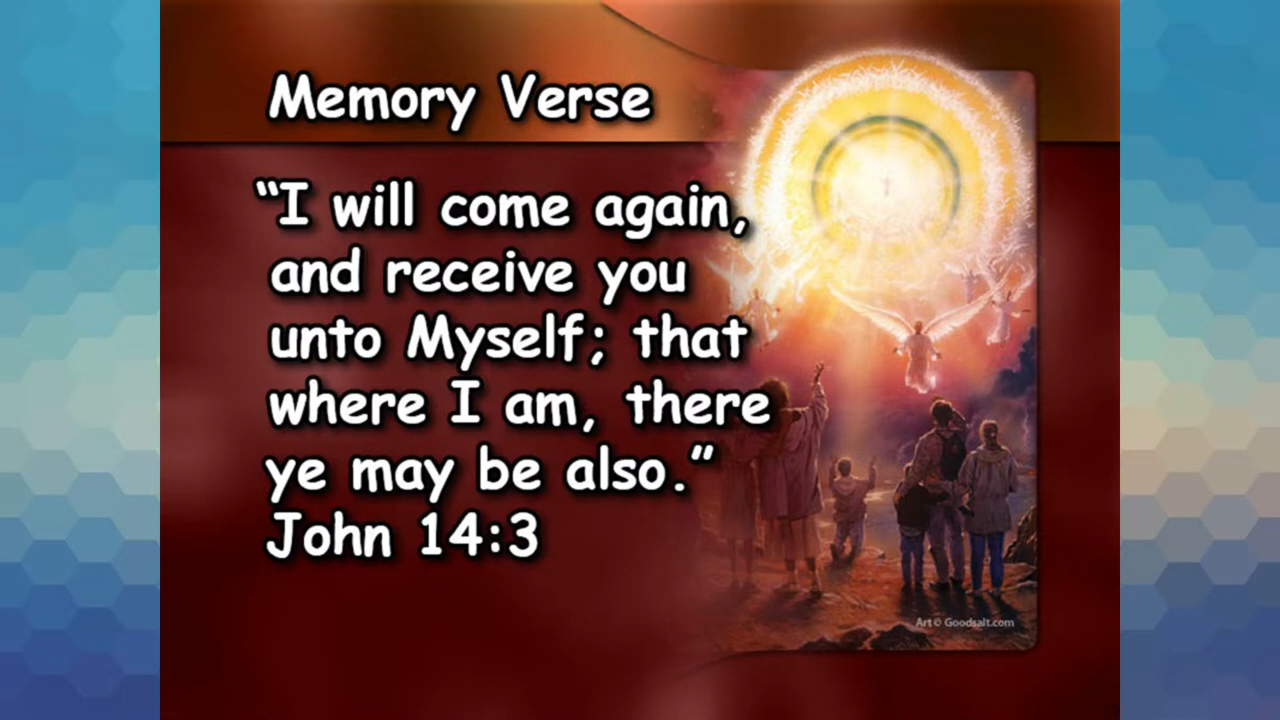 Memory Verse
“I will come again,
and receive you
unto Myself; that
where I am, there
ye may be also.”
John 14:3
Art © Goodsalt.com